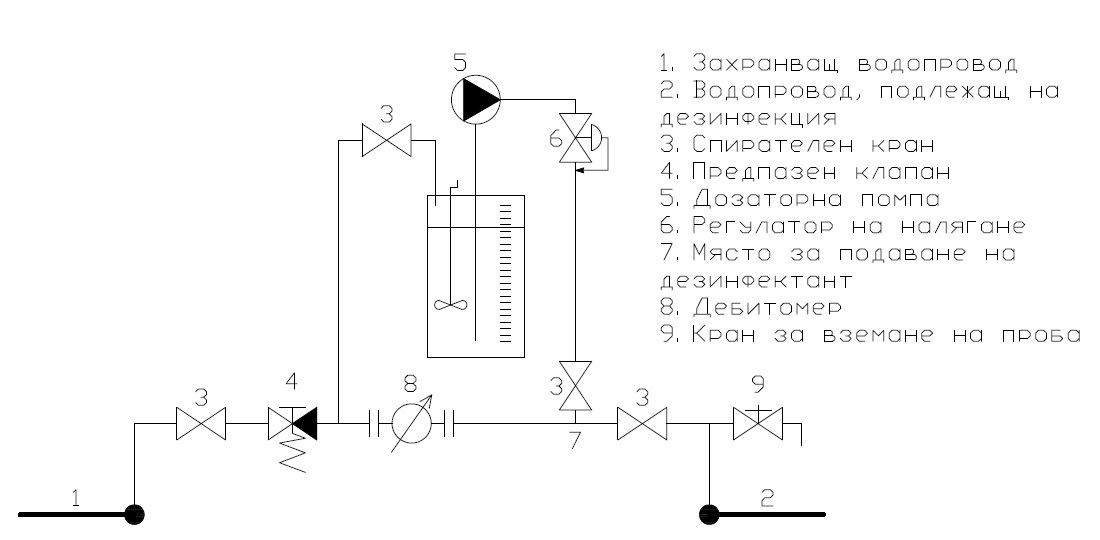 5
3
6
1. Захранващ водопровод
2. Водопровод, подлежащ на
дезинфекция
3. Спирателен кран
4. Предпазен клапан
5. Дозаторна помпа
6. Регулатор на налягане
7. Място за подаване на
дезинфектант
8. Дебитомер
9. Кран за вземане на проба
3
4
8
3
3
9
7
1
2